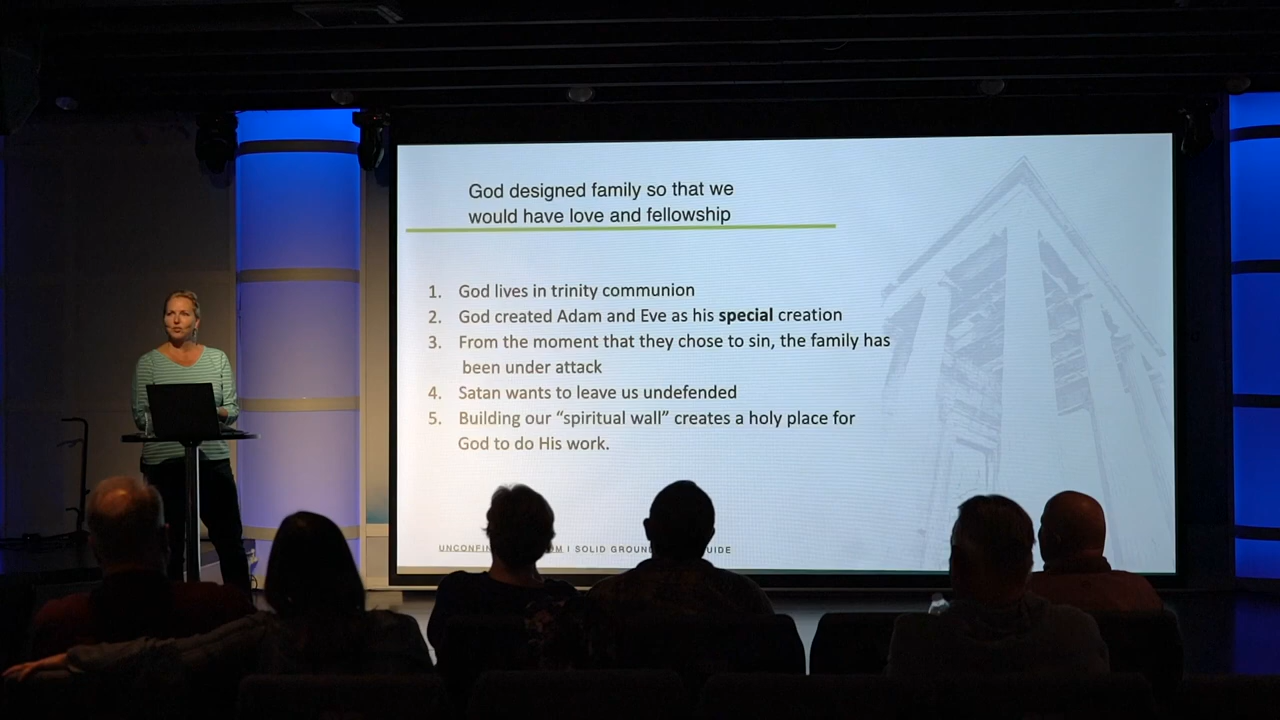 God designed family so that we
would have love and fellowship
1. God lives in trinity communion
2. God created Adam and Eve as his special creation
3. From the moment that they chose to sin, the family has
been under attack
4. Satan wants to leave us undefended
5. Building our “spiritual wall” creates a holy place for
God to do His work.
| SOLID